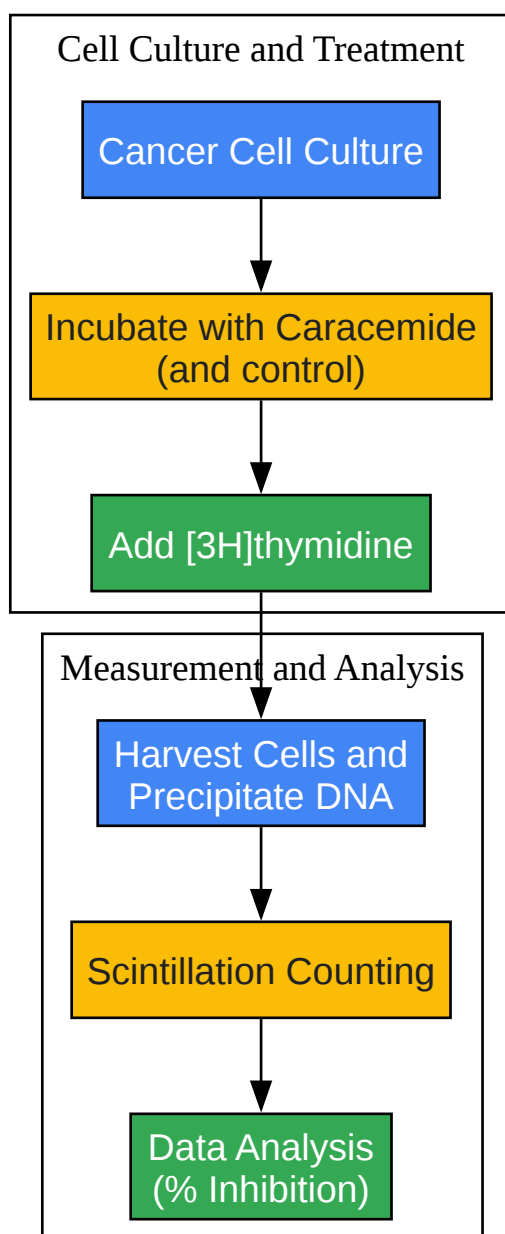 Cell Culture and Treatment
Cancer Cell Culture
Incubate with Caracemide
(and control)
Add [3H]thymidine
Measurement and Analysis
Harvest Cells and
Precipitate DNA
Scintillation Counting
Data Analysis
(% Inhibition)